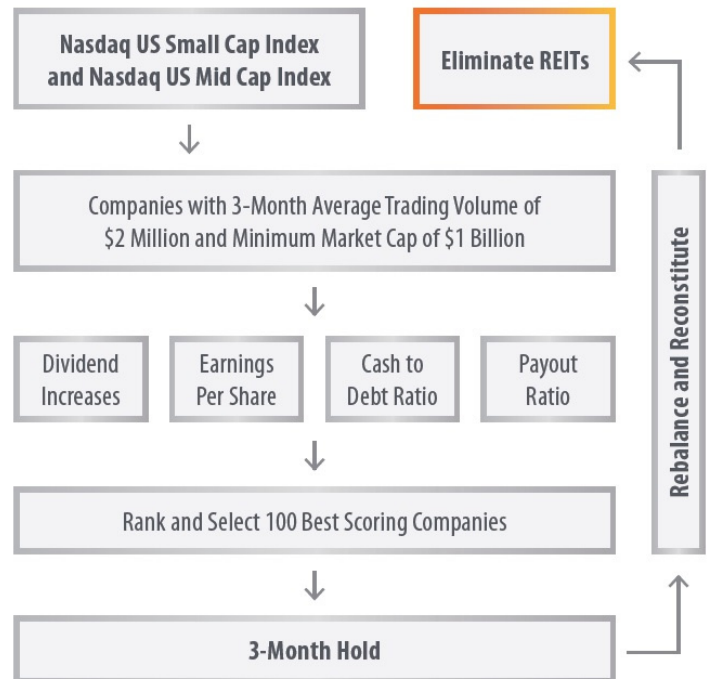 Nasdaq US Small Cap Index
and Nasdaq US Mid Cap Index
Eliminate REITs
Companies with 3-Month Average Trading Volume of
$2 Million and Minimum Market Cap of $1 Billion
Dividend
Increases
Earnings
Per Share
Cash to
Debt Ratio
Payout
Ratio
Rank and Select 100 Best Scoring Companies
3-Month Hold
Rebalance and Reconstitute